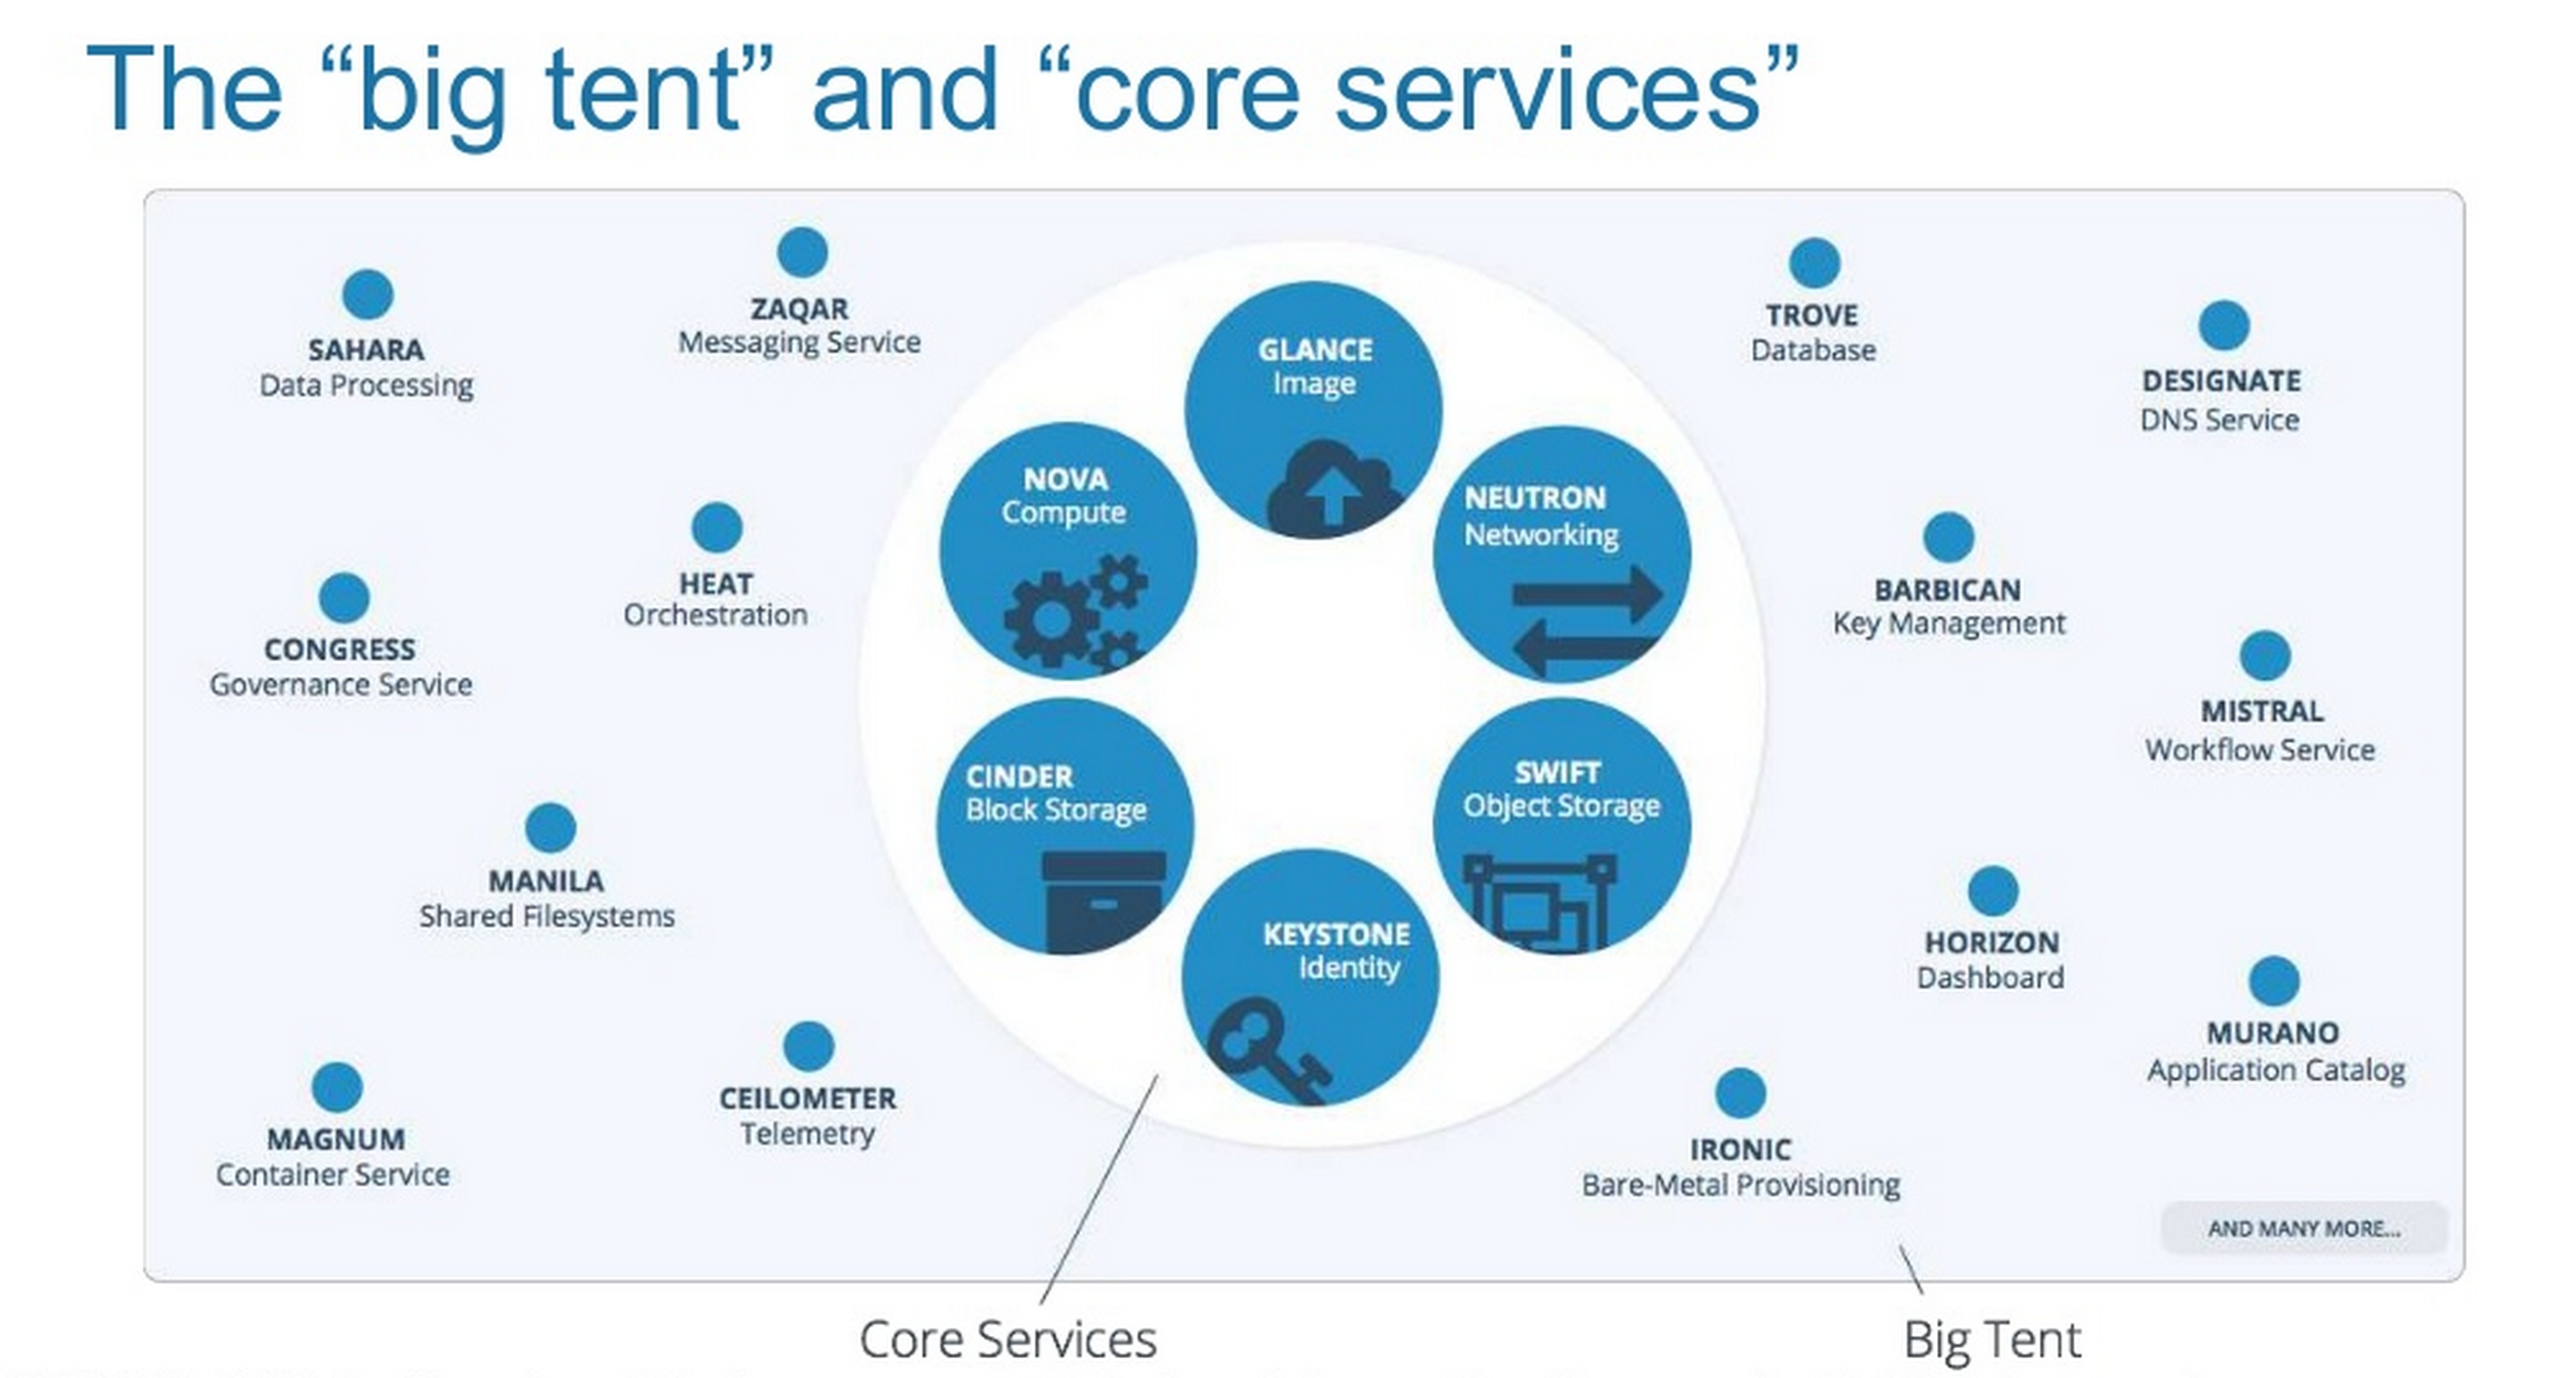 The “big tent” and “core services”
SAHARA
Data Processing
ZAQAR
Messaging Service
GLANCE
Image
TROVE
Database
DESIGNATE
DNS Service
NOVA
Compute
NEUTRON
Networking
HEAT
Orchestration
CONGRESS
Governance Service
BARBICAN
Key Management
MISTRAL
Workflow Service
CINDER
Block Storage
SWIFT
Object Storage
MANILA
Shared Filesystems
KEYSTONE
Identity
HORIZON
Dashboard
MURANO
Application Catalog
MAGNUM
Container Service
CEILOMETER
Telemetry
IRONIC
Bare-Metal Provisioning
AND MANY MORE...
Core Services
Big Tent